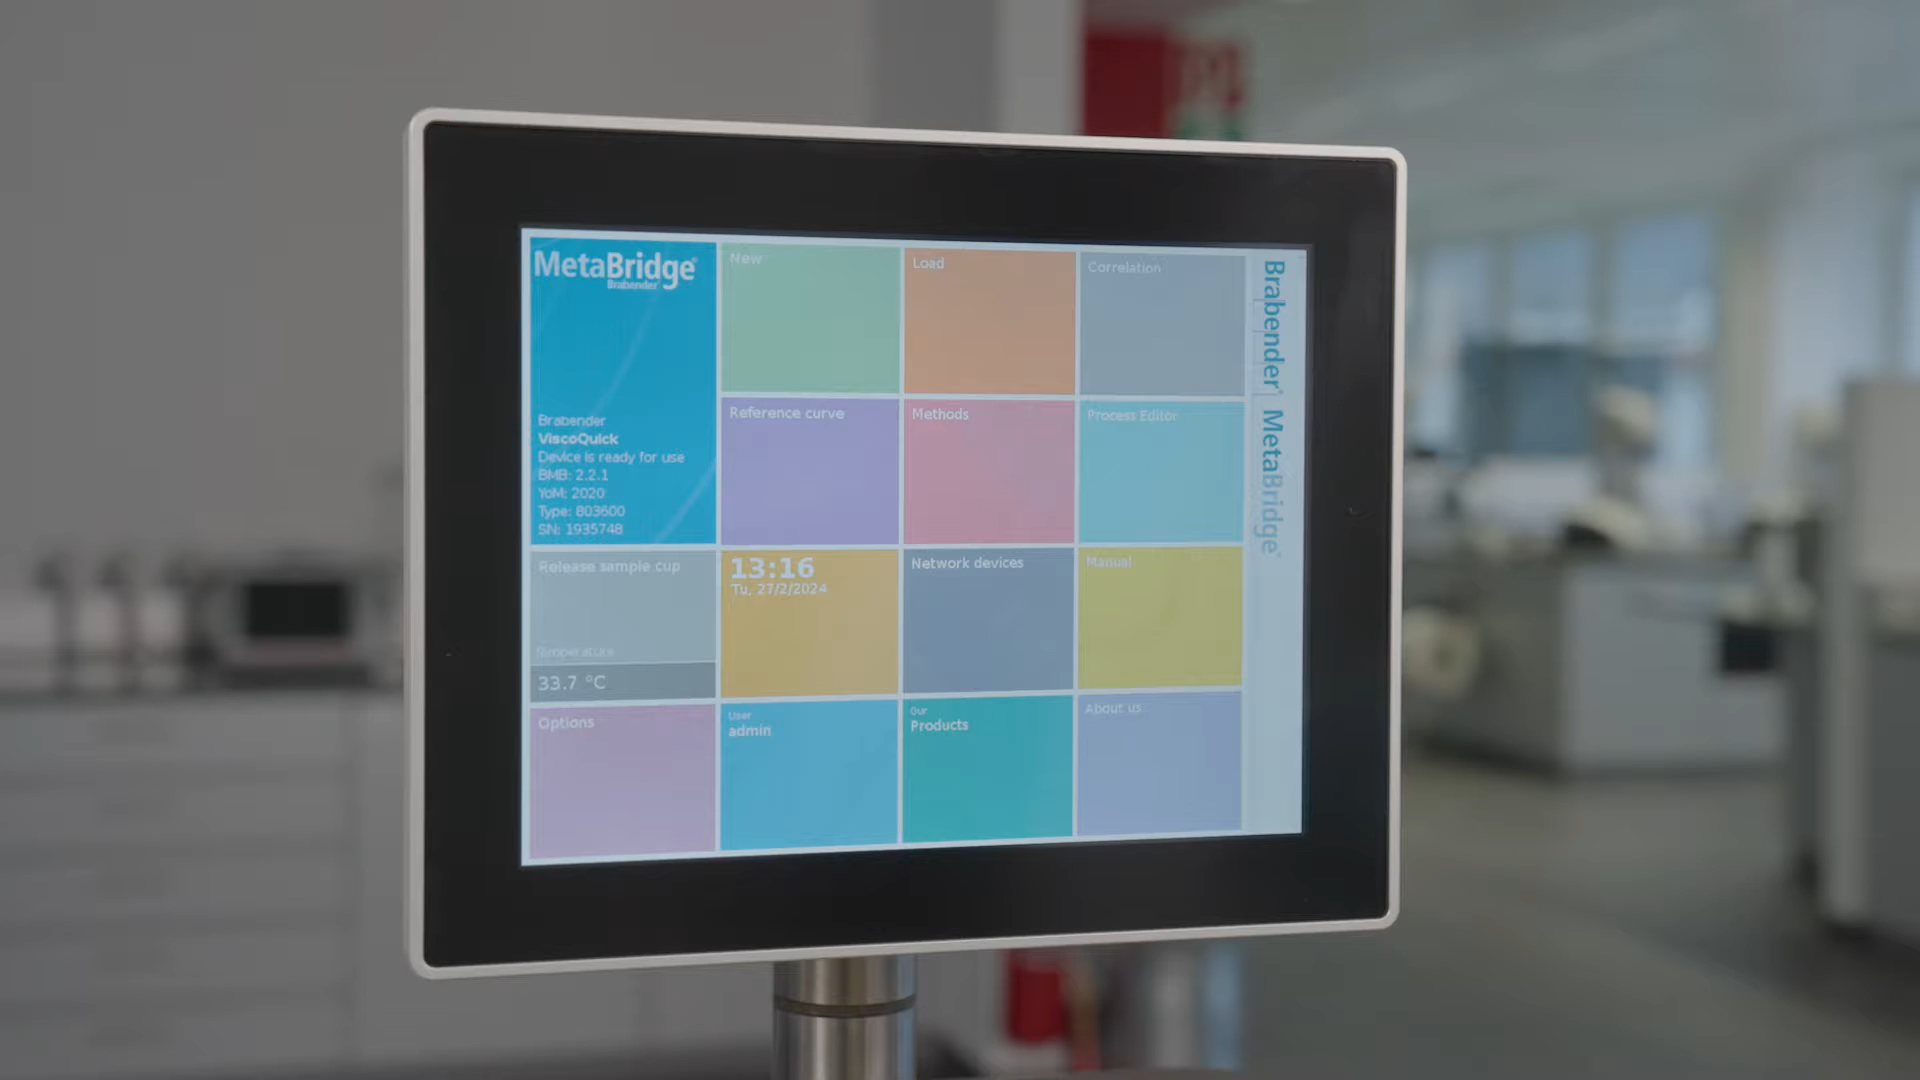 MetaBridge®
Brabender
Brabender
ViscoQuick
Device is ready for use
BMB: 2.2.1
YoM: 2020
Type: 803600
SN: 1935748
New
Load
Correlation
Reference curve
Methods
Process Editor
Release sample cup
Temperature
33.7 °C
13:16
Tu, 27/2/2024
Network devices
Manual
Options
User
admin
Our
Products
About us
Brabender® MetaBridge®